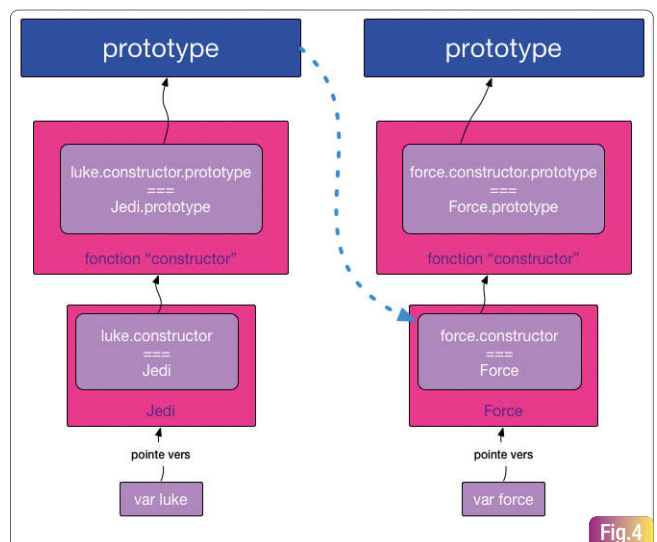 prototype
luke.constructor.prototype
===
Jedi.prototype
fonction “constructor”
luke.constructor
===
Jedi
Jedi
pointe vers
var luke
prototype
force.constructor.prototype
===
Force.prototype
fonction “constructor”
force.constructor
===
Force
Force
pointe vers
var force
Fig.4